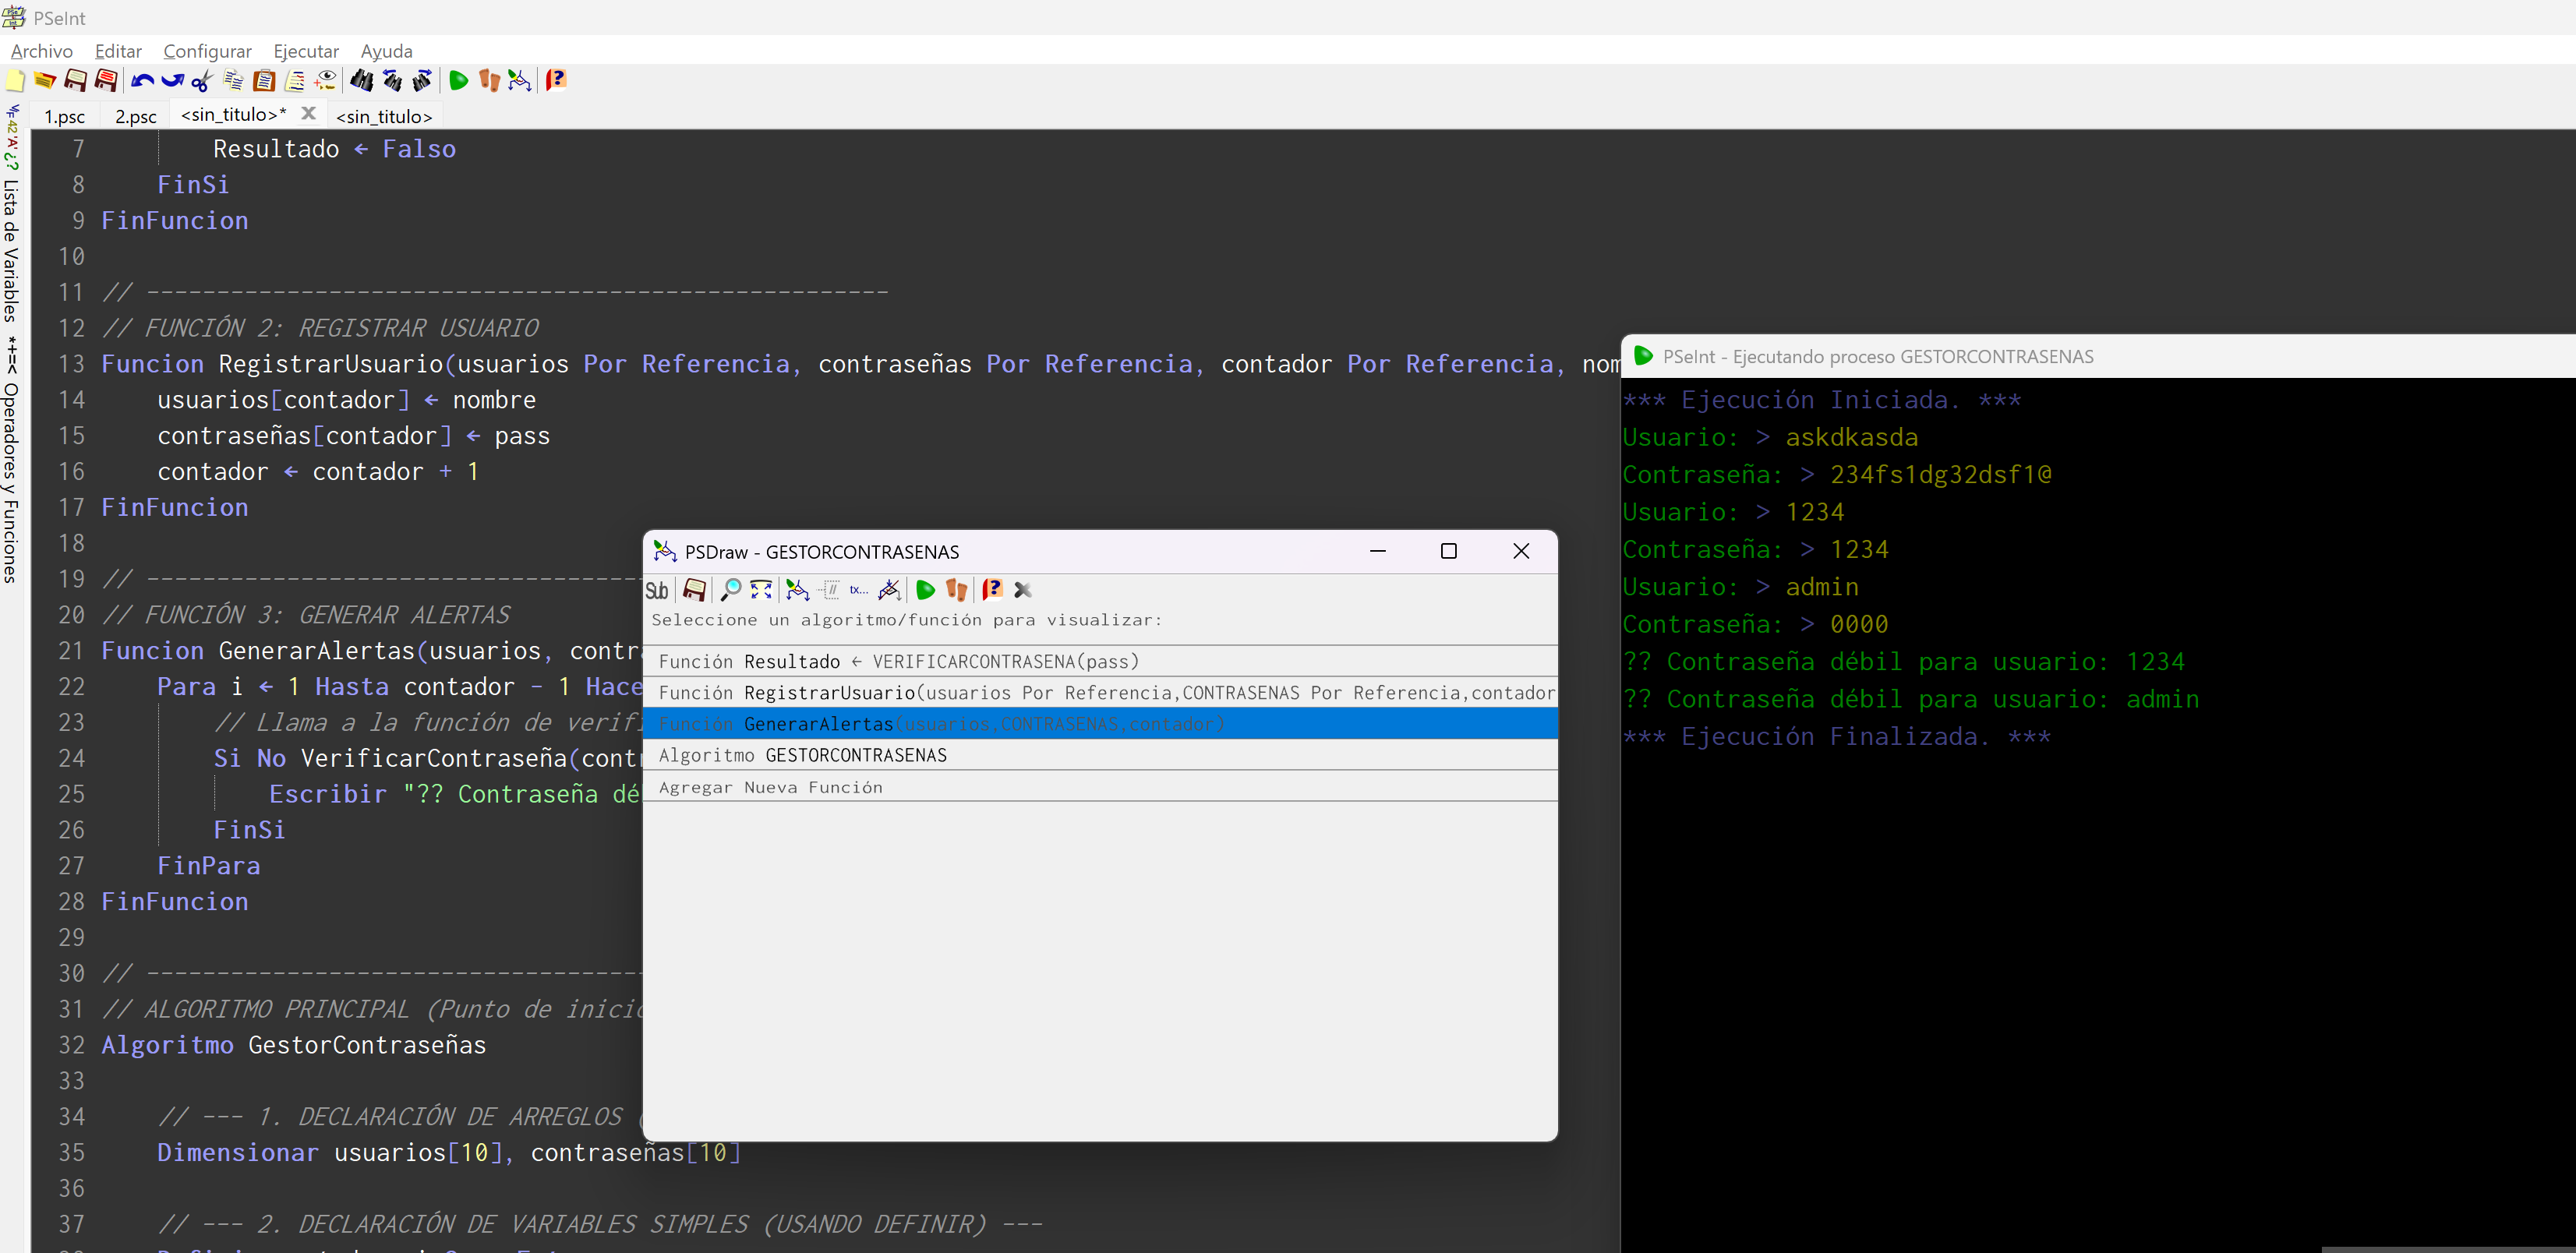 PSeInt
Archivo Editar Configurar Ejecutar Ayuda
1.psc 2.psc <sin_titulo>* <sin_titulo>
Lista de Variables
*+=< Operadores y Funciones
7 Resultado ← Falso
8 FinSi
9 FinFuncion
10
11 // -----------------------------------------------------
12 // FUNCIÓN 2: REGISTRAR USUARIO
13 Funcion RegistrarUsuario(usuarios Por Referencia, contraseñas Por Referencia, contador Por Referencia, nom
14 usuarios[contador] ← nombre
15 contraseñas[contador] ← pass
16 contador ← contador + 1
17 FinFuncion
18
19 // -----------------------------------
20 // FUNCIÓN 3: GENERAR ALERTAS
21 Funcion GenerarAlertas(usuarios, contr
22 Para i ← 1 Hasta contador - 1 Hace
23 // Llama a la función de verif
24 Si No VerificarContraseña(cont
25 Escribir "?? Contraseña dé
26 FinSi
27 FinPara
28 FinFuncion
29
30 // -----------------------------------
31 // ALGORITMO PRINCIPAL (Punto de inici
32 Algoritmo GestorContraseñas
33
34 // --- 1. DECLARACIÓN DE ARREGLOS (
35 Dimensionar usuarios[10], contraseñas[10]
36
37 // --- 2. DECLARACIÓN DE VARIABLES SIMPLES (USANDO DEFINIR) ---
PSDraw - GESTORCONTRASENAS
Sub
Seleccione un algoritmo/función para visualizar:
Función Resultado ← VERIFICARCONTRASENA(pass)
Función RegistrarUsuario(usuarios Por Referencia,CONTRASENAS Por Referencia,contador
Función GenerarAlertas(usuarios,CONTRASENAS,contador)
Algoritmo GESTORCONTRASENAS
Agregar Nueva Función
PSeInt - Ejecutando proceso GESTORCONTRASENAS
*** Ejecución Iniciada. ***
Usuario: > askdkasda
Contraseña: > 234fs1dg32dsf1@
Usuario: > 1234
Contraseña: > 1234
Usuario: > admin
Contraseña: > 0000
?? Contraseña débil para usuario: 1234
?? Contraseña débil para usuario: admin
*** Ejecución Finalizada. ***